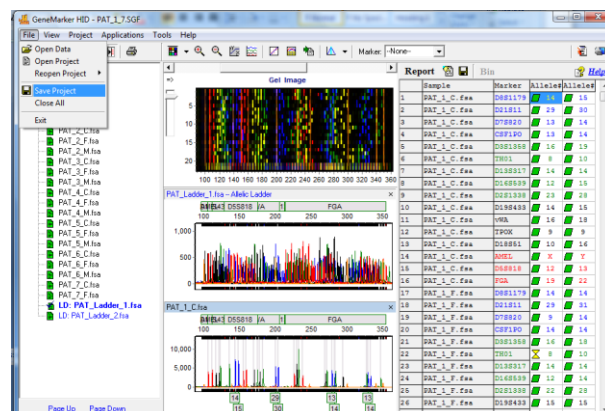 GeneMarker HID - PAT_1_7.SGF
File View Project Applications Tools Help
Open Data
Open Project
Reopen Project
Save Project
Close All
Exit
PAT_2_C.fsa
PAT_2_F.fsa
PAT_2_M.fsa
PAT_3_C.fsa
PAT_3_F.fsa
PAT_3_M.fsa
PAT_4_C.fsa
PAT_4_F.fsa
PAT_4_M.fsa
PAT_5_C.fsa
PAT_5_F.fsa
PAT_5_M.fsa
PAT_6_C.fsa
PAT_6_F.fsa
PAT_6_M.fsa
PAT_7_C.fsa
PAT_7_F.fsa
LD: PAT_Ladder_1.fsa
LD: PAT_Ladder_2.fsa
Page Up Page Down
Marker: --None--
Gel Image
5
10
15
20
100 120 140 160 180 200 220 240 260 280 300 320 340 360
PAT_Ladder_1.fsa -- Allelic Ladder
D5S818 FGA
100 150 200 250 300 350
1,000
500
0
PAT_1_C.fsa
D5S818 FGA
100 150 200 250 300 350
10,000
5,000
0
14 29 13 13
15 30 14 14
Report Bin Help
Sample Marker Allele# Allele#
1 PAT_1_C.fsa D8S1179 14 15
2 PAT_1_C.fsa D21S11 29 30
3 PAT_1_C.fsa D7S820 13 14
4 PAT_1_C.fsa CSF1PO 13 14
5 PAT_1_C.fsa D3S1358 16 19
6 PAT_1_C.fsa TH01 8 10
7 PAT_1_C.fsa D13S317 14 14
8 PAT_1_C.fsa D16S539 12 15
9 PAT_1_C.fsa D2S1338 23 28
10 PAT_1_C.fsa D19S433 14 15
11 PAT_1_C.fsa vWA 16 18
12 PAT_1_C.fsa TPOX 9 9
13 PAT_1_C.fsa D18S51 10 16
14 PAT_1_C.fsa AMEL X Y
15 PAT_1_C.fsa D5S818 12 13
16 PAT_1_C.fsa FGA 19 22
17 PAT_1_F.fsa D8S1179 14 14
18 PAT_1_F.fsa D21S11 29 31
19 PAT_1_F.fsa D7S820 9 14
20 PAT_1_F.fsa CSF1PO 14 14
21 PAT_1_F.fsa D3S1358 16 18
22 PAT_1_F.fsa TH01 8 10
23 PAT_1_F.fsa D13S317 14 14
24 PAT_1_F.fsa D16S539 12 14
25 PAT_1_F.fsa D2S1338 22 28
26 PAT_1_F.fsa D19S433 15 15